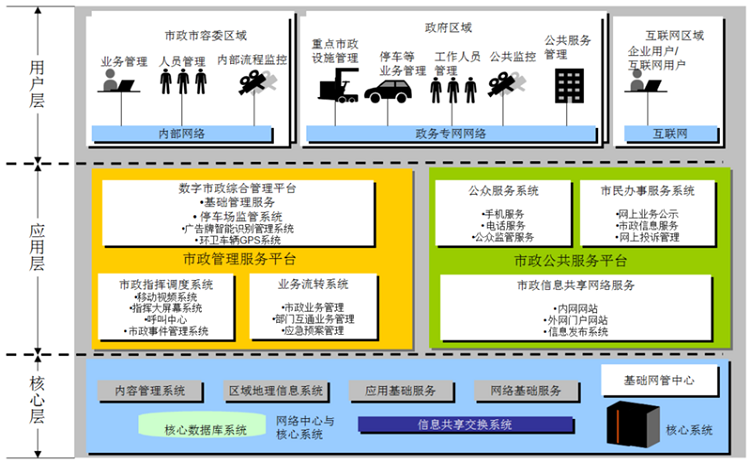 用户层
市政市容委区域
业务管理
人员管理
内部流程监控
内部网络
政府区域
重点市政
设施管理
停车等
业务管理
工作人员
管理
公共监控
公共服务
管理
政务专网网络
互联网区域
企业用户/
互联网用户
互联网
应用层
数字市政综合管理平台
•基础管理服务
•停车场监管系统
•广告牌智能识别管理系统
•环卫车辆GPS系统
市政管理服务平台
市政指挥调度系统
•移动视频系统
•指挥大屏幕系统
•呼叫中心
•市政事件管理系统
业务流转系统
•市政业务管理
•部门互通业务管理
•应急预案管理
公众服务系统
•手机服务
•电话服务
•公众监管服务
市民办事服务系统
•网上业务公示
•市政信息服务
•网上投诉管理
市政公共服务平台
市政信息共享网络服务
•内网网站
•外网门户网站
•信息发布系统
核心层
内容管理系统
区域地理信息系统
应用基础服务
网络基础服务
基础网管中心
核心数据库系统
网络中心与
核心系统
信息共享交换系统
核心系统